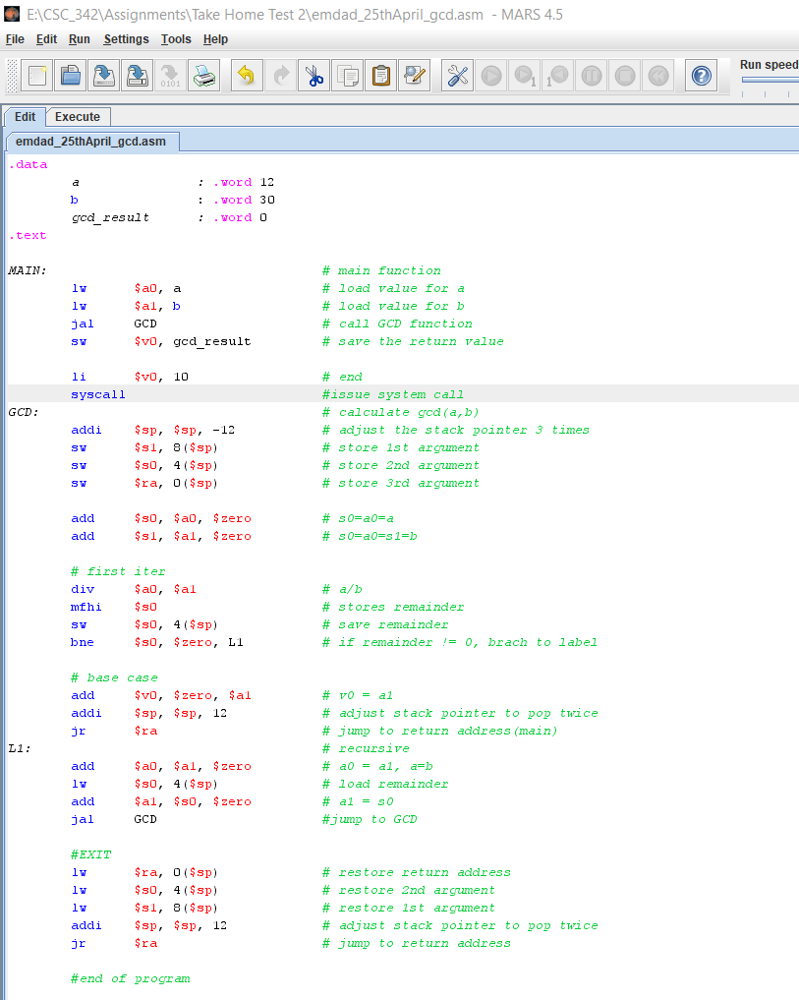 E:\CSC_342\Assignments\Take Home Test 2\emdad_25thApril_gcd.asm - MARS 4.5
File Edit Run Settings Tools Help
Run speed
Edit Execute
emdad_25thApril_gcd.asm
.data
a : .word 12
b : .word 30
gcd_result : .word 0
.text
MAIN: # main function
lw $a0, a # load value for a
lw $a1, b # load value for b
jal GCD # call GCD function
sw $v0, gcd_result # save the return value
li $v0, 10 # end
syscall #issue system call
GCD: # calculate gcd(a,b)
addi $sp, $sp, -12 # adjust the stack pointer 3 times
sw $s1, 8($sp) # store 1st argument
sw $s0, 4($sp) # store 2nd argument
sw $ra, 0($sp) # store 3rd argument
add $s0, $a0, $zero # s0=a0=a
add $s1, $a1, $zero # s0=a0=s1=b
# first iter
div $a0, $a1 # a/b
mfhi $s0 # stores remainder
sw $s0, 4($sp) # save remainder
bne $s0, $zero, L1 # if remainder != 0, brach to label
# base case
add $v0, $zero, $a1 # v0 = a1
addi $sp, $sp, 12 # adjust stack pointer to pop twice
jr $ra # jump to return address(main)
L1: # recursive
add $a0, $a1, $zero # a0 = a1, a=b
lw $s0, 4($sp) # load remainder
add $a1, $s0, $zero # a1 = s0
jal GCD #jump to GCD
#EXIT
lw $ra, 0($sp) # restore return address
lw $s0, 4($sp) # restore 2nd argument
lw $s1, 8($sp) # restore 1st argument
addi $sp, $sp, 12 # adjust stack pointer to pop twice
jr $ra # jump to return address
#end of program